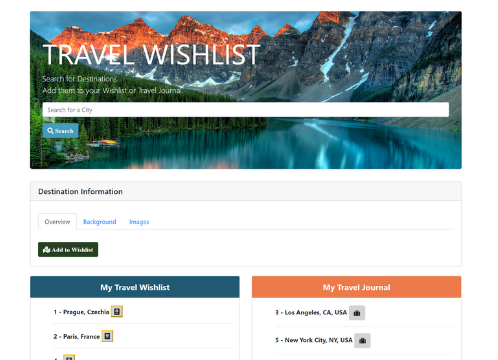 TRAVEL WISHLIST
Search for Destinations
Add them to your Wishlist or Travel Journal
Search for a City
Search
Destination Information
Overview Background Images
Add to Wishlist
My Travel Wishlist
1 - Prague, Czechia
2 - Paris, France
My Travel Journal
3 - Los Angeles, CA, USA
5 - New York City, NY, USA